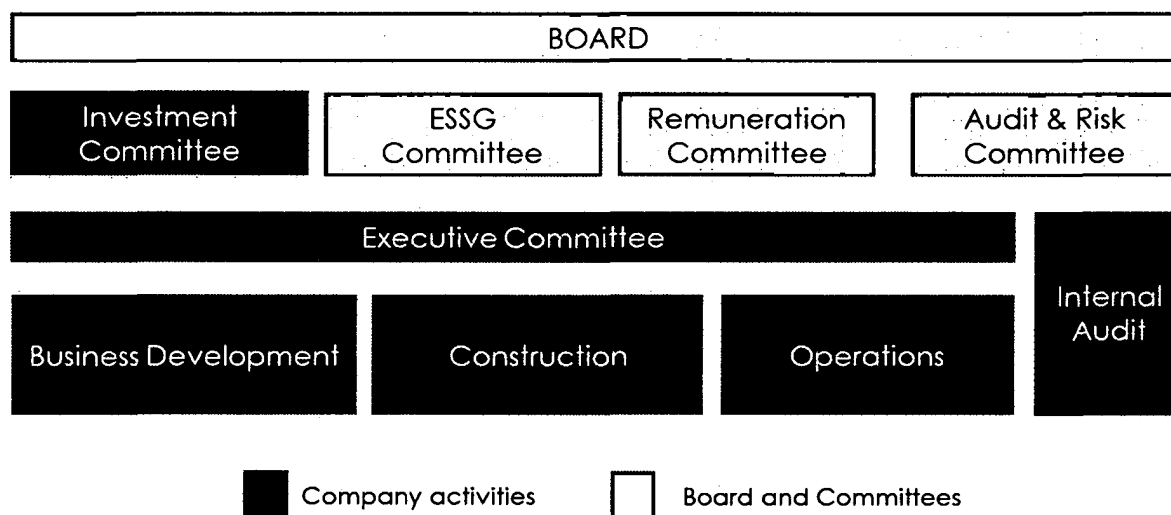 BOARD
Investment
Committee
ESSG
Committee
Remuneration
Committee
Audit & Risk
Committee
Executive Committee
Internal
Audit
Business Development
Construction
Operations
Company activities
Board and Committees